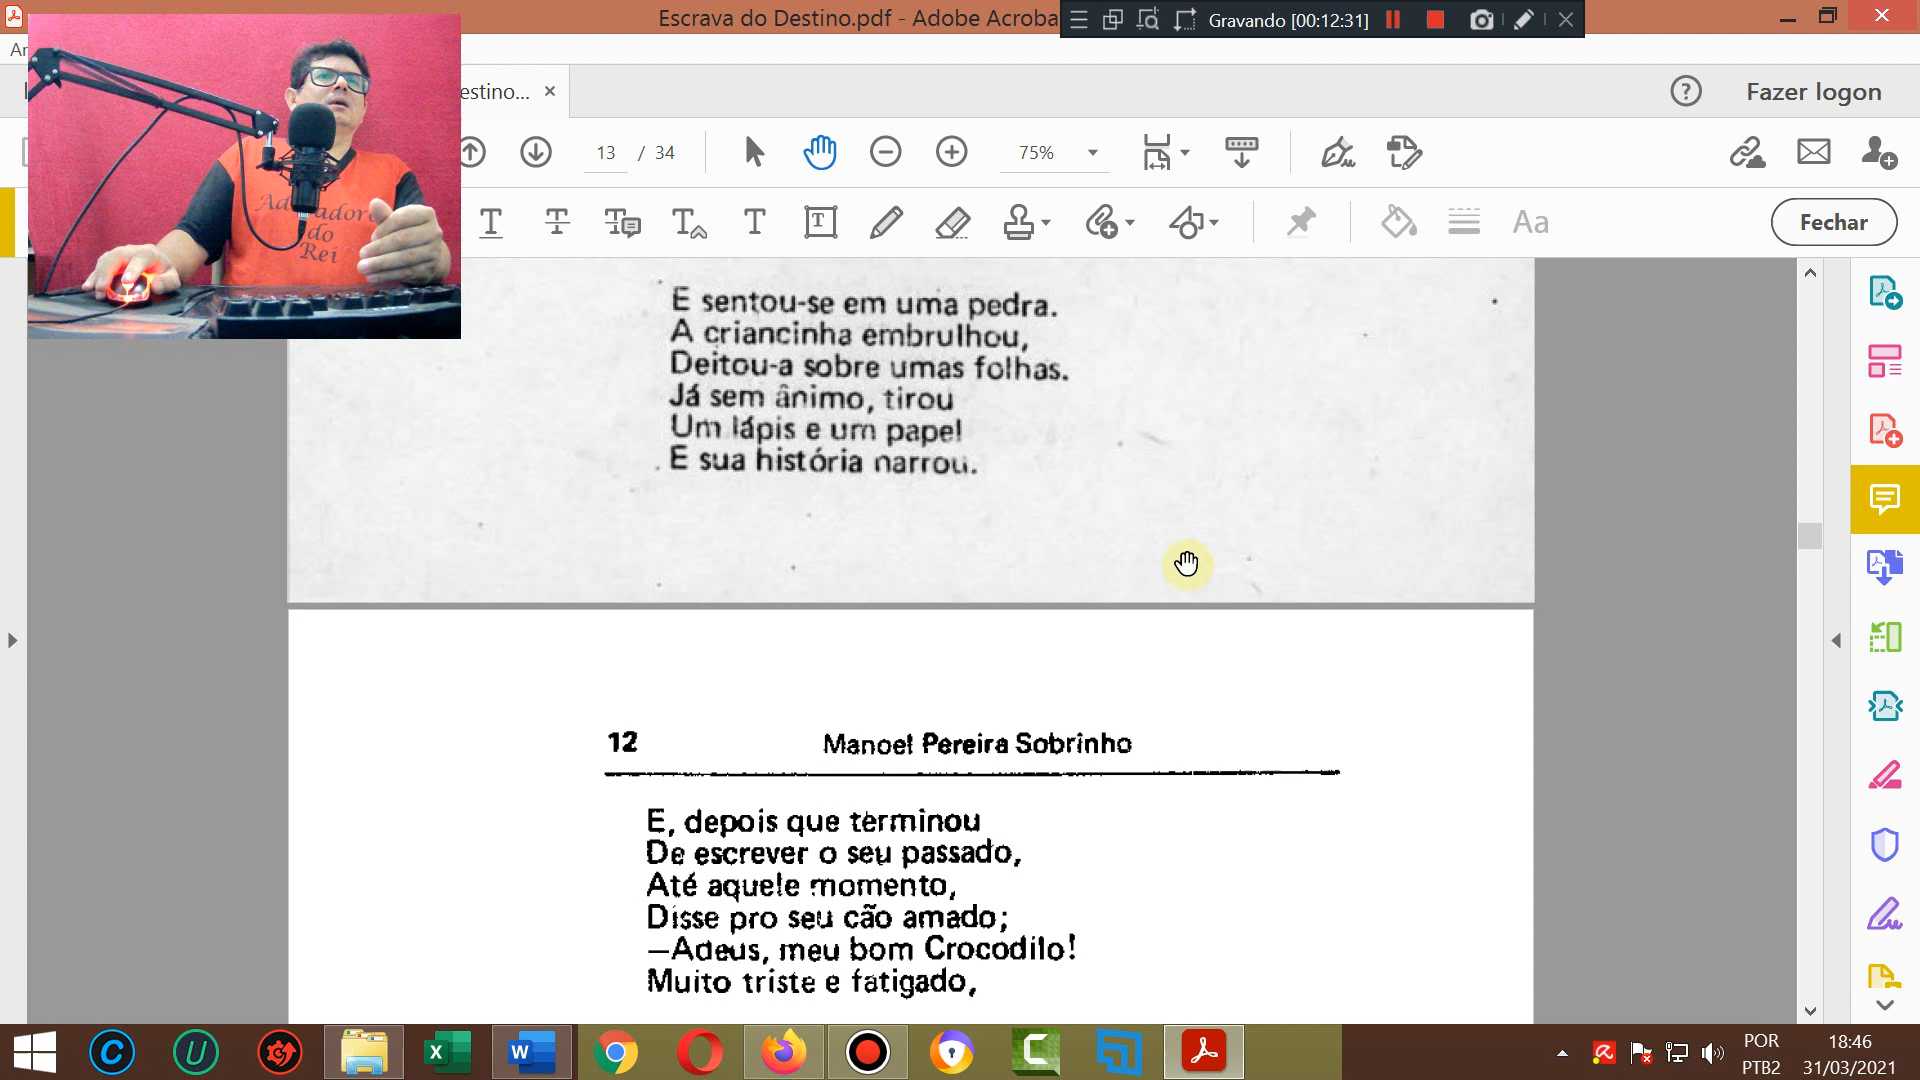 Escrava do Destino.pdf - Adobe Acroba
Gravando [00:12:31]
estino...
Fazer logon
13 / 34
75%
Aa
Fechar
do
Rei
E sentou-se em uma pedra.
A criancinha embrulhou,
Deitou-a sobre umas folhas.
Já sem ânimo, tirou
Um lápis e um papel
E sua história narrou.
12 Manoel Pereira Sobrinho
E, depois que terminou
De escrever o seu passado,
Até aquele momento,
Disse pro seu cão amado;
—Adeus, meu bom Crocodilo!
Muito triste e fatigado,
POR
PTB2
18:46
31/03/2021